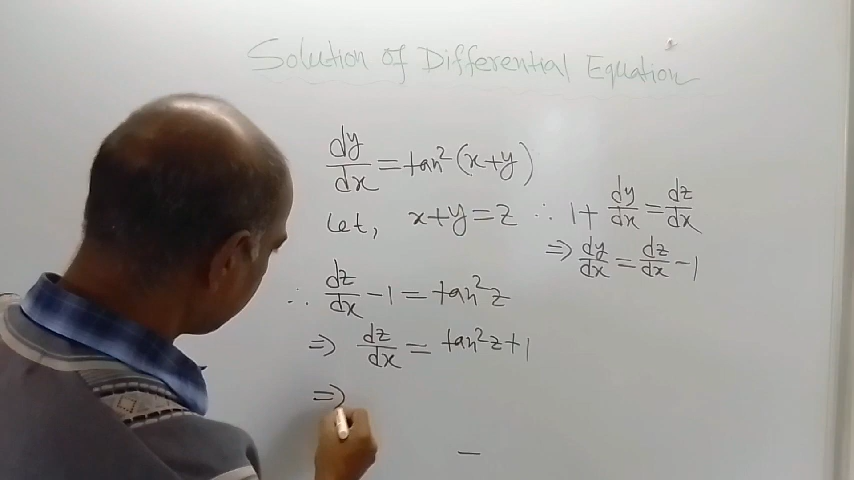 Solution of Differential Equation
dy/dx = tan²(x+y)
Let, x+y = z ∴ 1 + dy/dx = dz/dx
⇒ dy/dx = dz/dx - 1
∴ dz/dx - 1 = tan²z
⇒ dz/dx = tan²z + 1
⇒